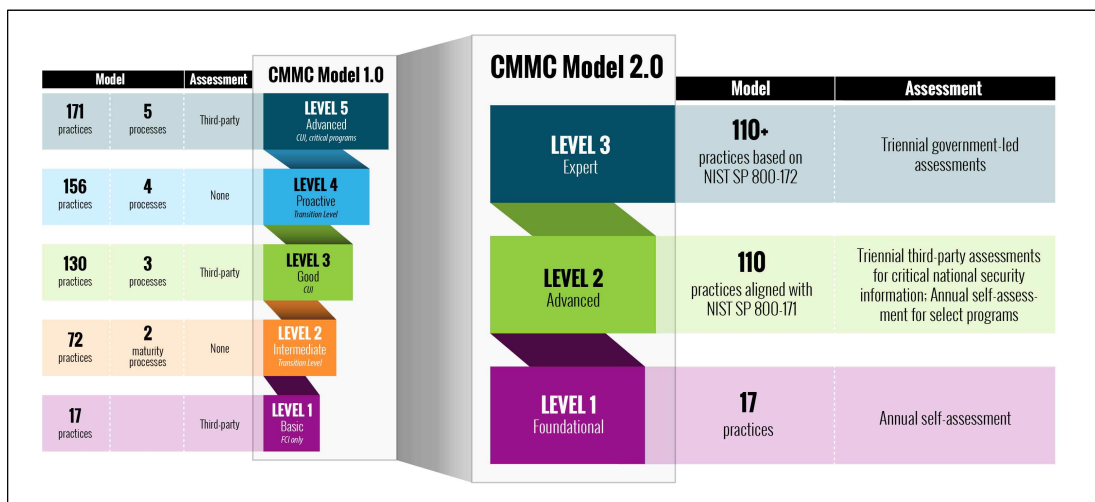 CMMC Model 1.0
Model
Assessment
171
practices
5
processes
Third-party
LEVEL 5
Advanced
CUI, critical programs
156
practices
4
processes
None
LEVEL 4
Proactive
Transition Level
130
practices
3
processes
Third-party
LEVEL 3
Good
CUI
72
practices
2
maturity
processes
None
LEVEL 2
Intermediate
Transition Level
17
practices
Third-party
LEVEL 1
Basic
FCI only
CMMC Model 2.0
Model
Assessment
LEVEL 3
Expert
110+
practices based on
NIST SP 800-172
Triennial government-led
assessments
LEVEL 2
Advanced
110
practices aligned with
NIST SP 800-171
Triennial third-party assessments
for critical national security
information; Annual self-assess-
ment for select programs
LEVEL 1
Foundational
17
practices
Annual self-assessment